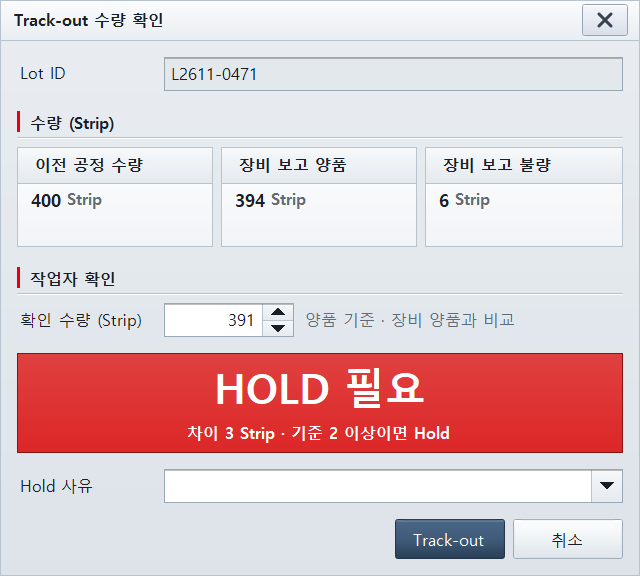 Track-out 수량 확인
Lot ID
L2611-0471
수량 (Strip)
이전 공정 수량
장비 보고 양품
장비 보고 불량
400 Strip
394 Strip
6 Strip
작업자 확인
확인 수량 (Strip)
391
양품 기준 · 장비 양품과 비교
HOLD 필요
차이 3 Strip · 기준 2 이상이면 Hold
Hold 사유
Track-out
취소